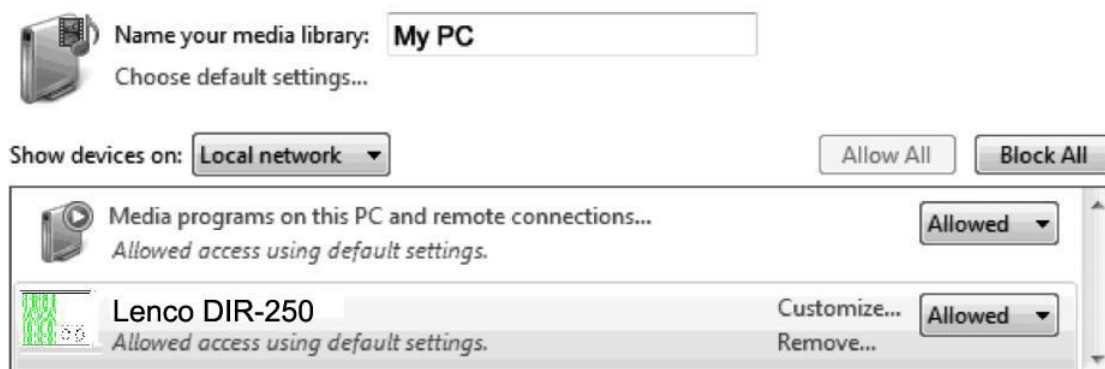 Name your media library: My PC
Choose default settings...
Show devices on: Local network Allow All Block All
Media programs on this PC and remote connections... Allowed
Allowed access using default settings.
Lenco DIR-250 Customize... Allowed
Allowed access using default settings. Remove...